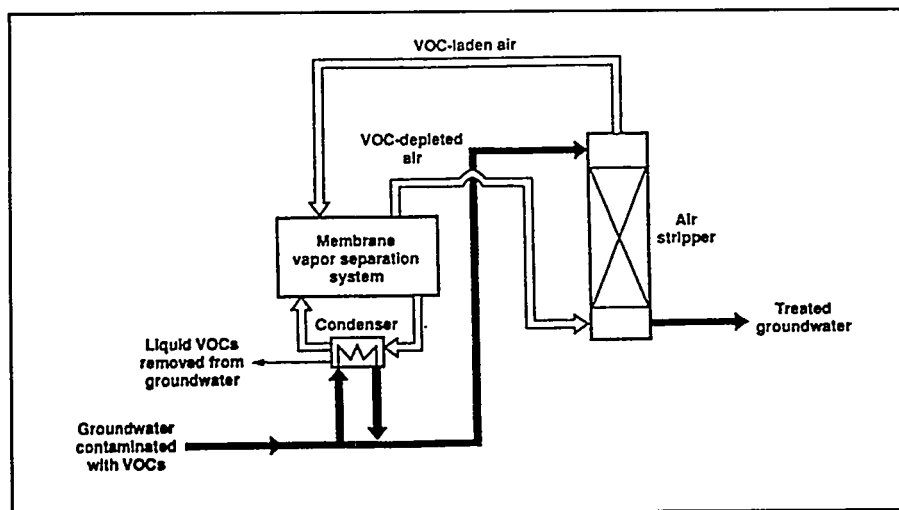 VOC-laden air
VOC-depleted
air
Membrane
vapor separation
system
Air
stripper
Condenser
Treated
groundwater
Liquid VOCs
removed from
groundwater
Groundwater
contaminated
with VOCs